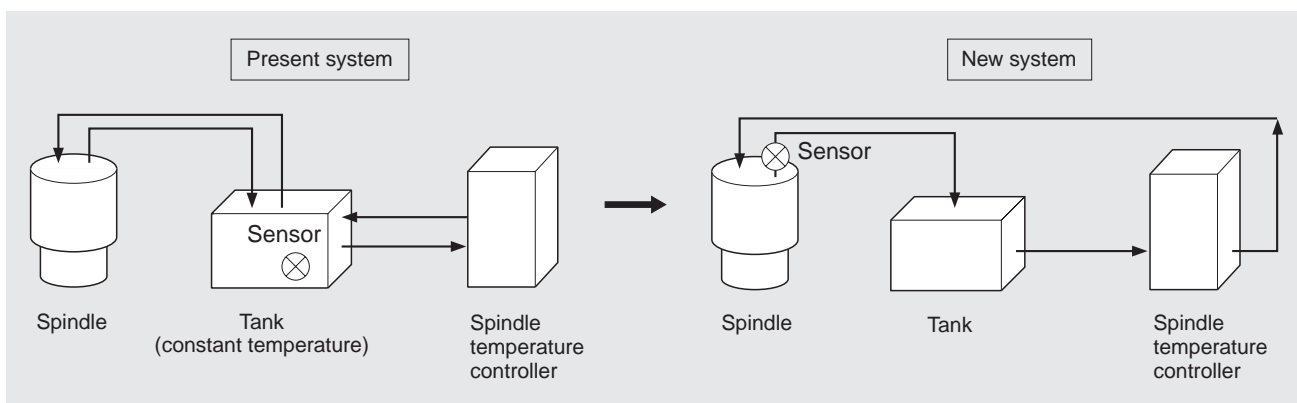 Present system
Sensor
Spindle
Tank
(constant temperature)
Spindle
temperature
controller
New system
Sensor
Spindle
Tank
Spindle
temperature
controller